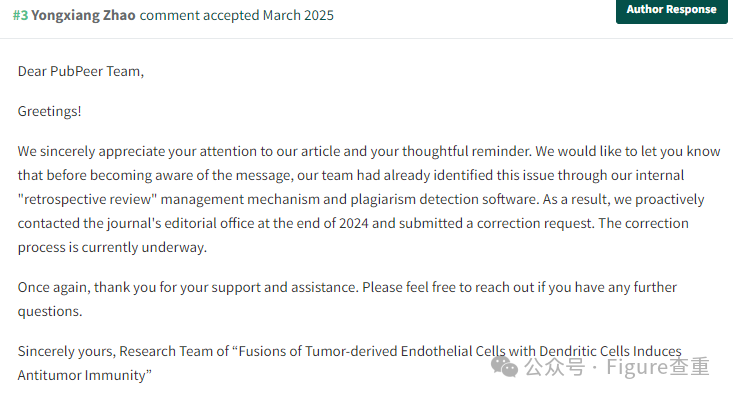 #3 Yongxiang Zhao comment accepted March 2025
Author Response
Dear PubPeer Team,
Greetings!
We sincerely appreciate your attention to our article and your thoughtful reminder. We would like to let you know
that before becoming aware of the message, our team had already identified this issue through our internal
"retrospective review" management mechanism and plagiarism detection software. As a result, we proactively
contacted the journal's editorial office at the end of 2024 and submitted a correction request. The correction
process is currently underway.
Once again, thank you for your support and assistance. Please feel free to reach out if you have any further
questions.
Sincerely yours, Research Team of “Fusions of Tumor-derived Endothelial Cells with Dendritic Cells Induces
Antitumor Immunity”
公众号 · Figure查重